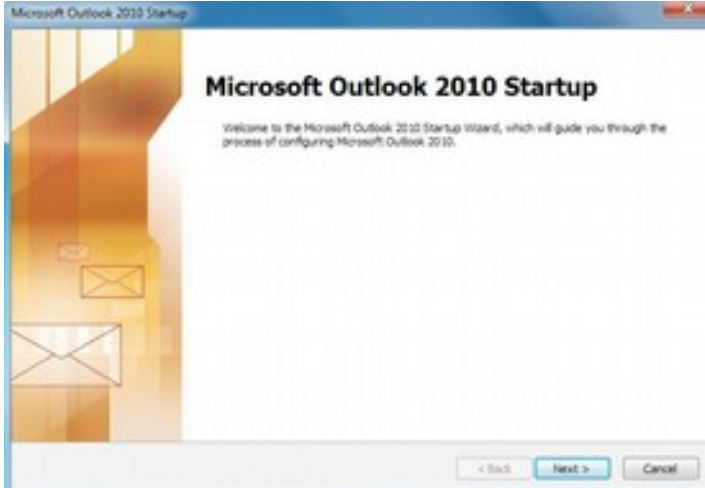 Microsoft Outlook 2010 Startup
Microsoft Outlook 2010 Startup
Welcome to the Microsoft Outlook 2010 Startup Wizard, which will guide you through the
process of configuring Microsoft Outlook 2010.
< Back Next > Cancel